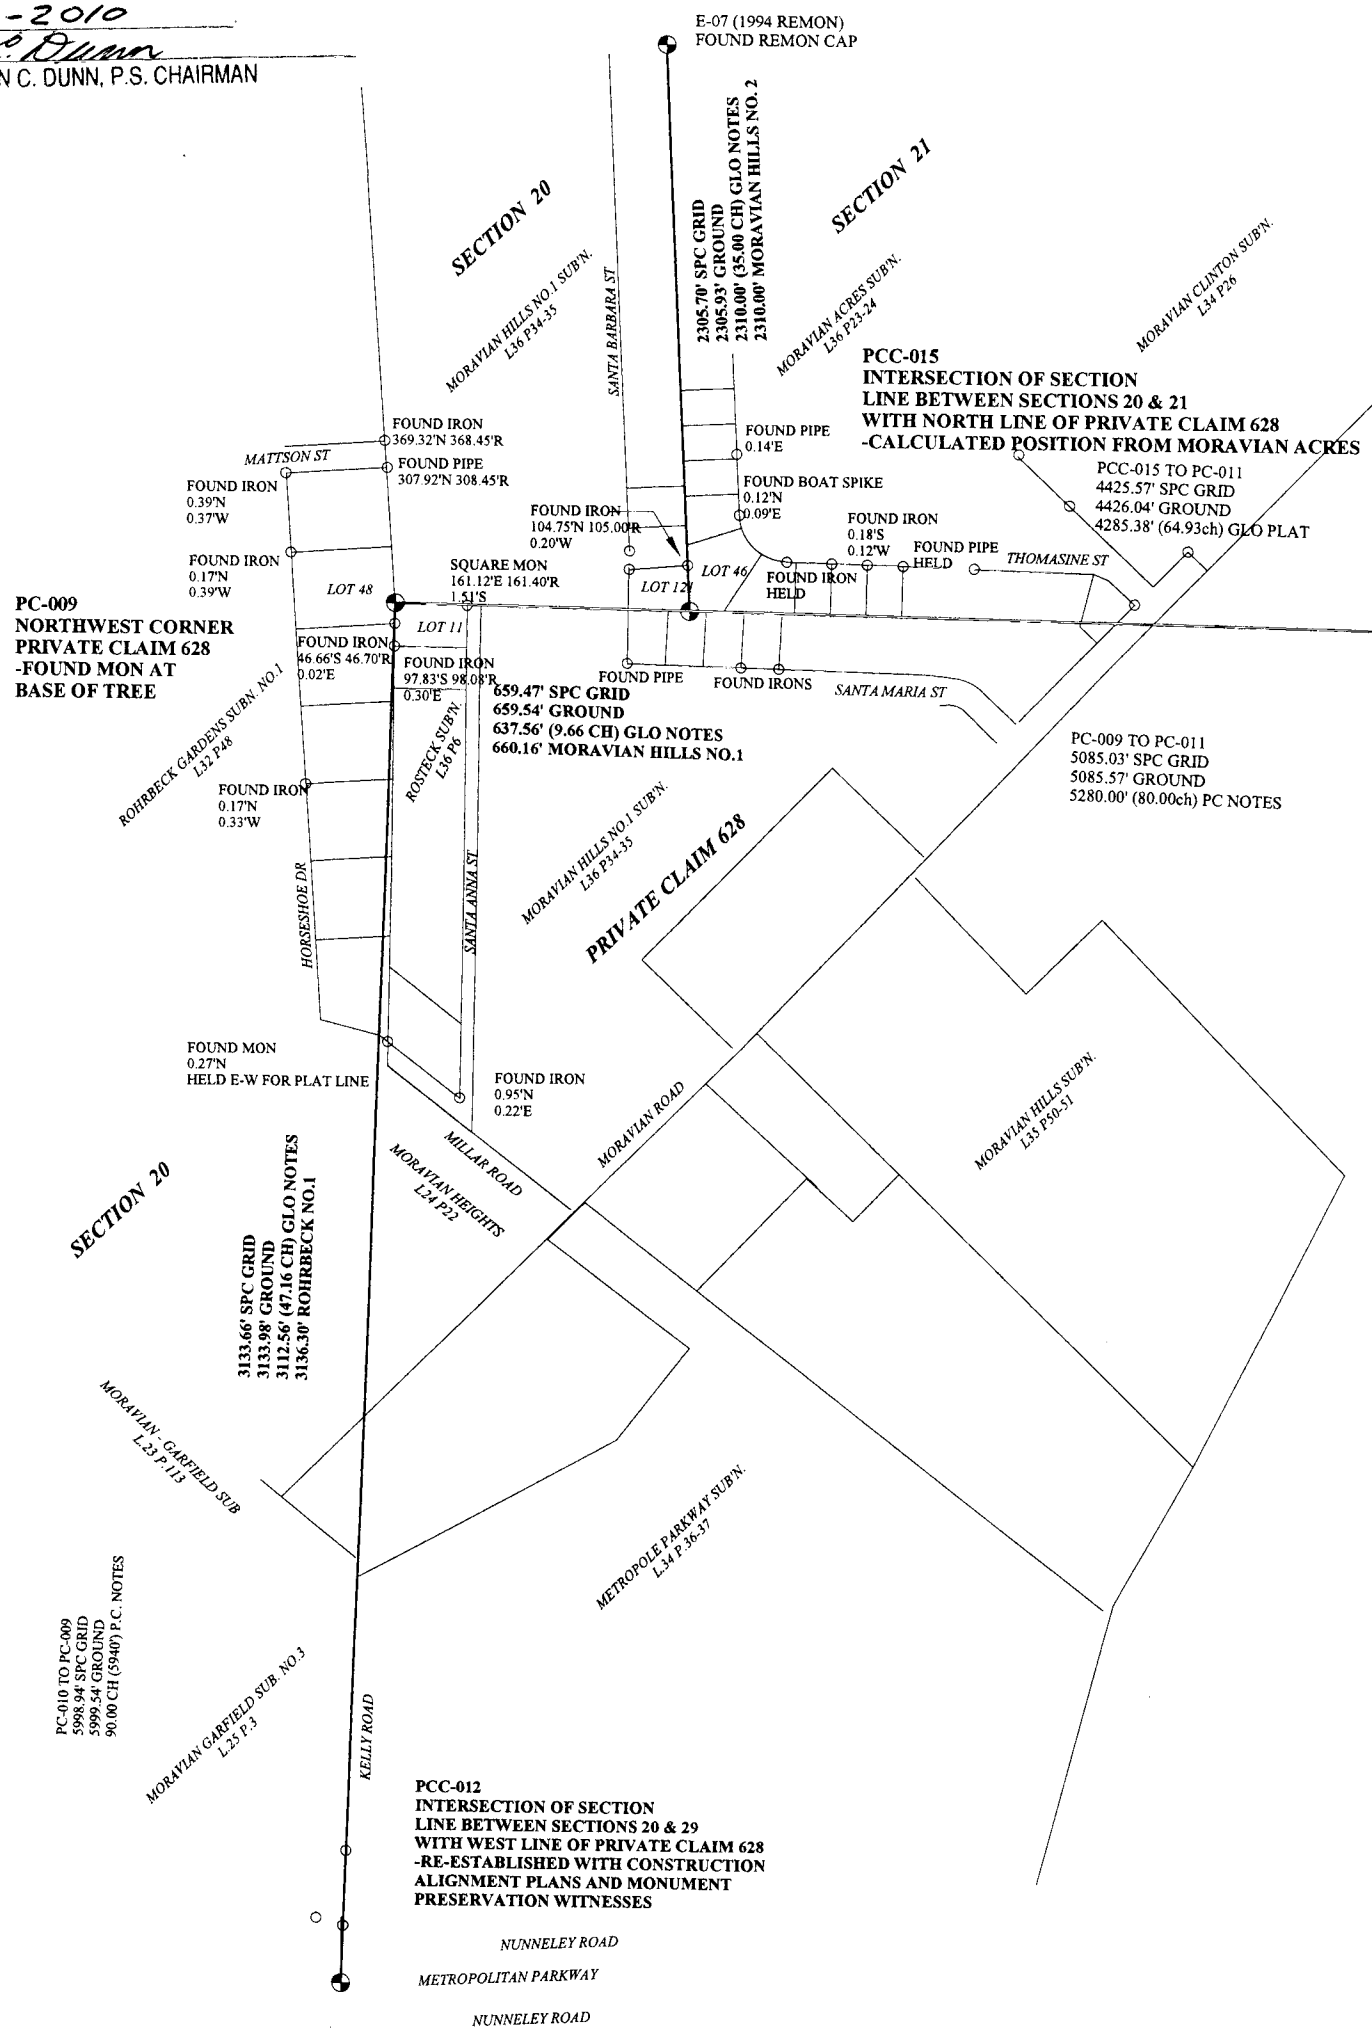 -2010
Dunn
N C. DUNN, P.S. CHAIRMAN
E-07 (1994 REMON)
FOUND REMON CAP
SECTION 20
SECTION 21
2305.70' SPC GRID
2305.93' GROUND
2310.00' (35.00 CH) GLO NOTES
2310.00' MORAVIAN HILLS NO. 2
MORAVIAN HILLS NO.1 SUB'N.
L36 P34-35
SANTA BARBARA ST
MORAVIAN ACRES SUB'N.
L36 P23-24
MORAVIAN CLINTON SUB'N.
L34 P26
PCC-015
INTERSECTION OF SECTION
LINE BETWEEN SECTIONS 20 & 21
WITH NORTH LINE OF PRIVATE CLAIM 628
-CALCULATED POSITION FROM MORAVIAN ACRES
PCC-015 TO PC-011
4425.57' SPC GRID
4426.04' GROUND
4285.38' (64.93ch) GLO PLAT
FOUND IRON
369.32'N 368.45'R
MATTSON ST
FOUND PIPE
307.92'N 308.45'R
FOUND IRON
0.39'N
0.37'W
FOUND PIPE
0.14'E
FOUND BOAT SPIKE
0.12'N
0.09'E
FOUND IRON
104.75'N 105.00'R
0.20'W
FOUND IRON
0.18'S
0.12'W
FOUND PIPE
HELD
THOMASINE ST
FOUND IRON
0.17'N
0.39'W
LOT 48
SQUARE MON
161.12'E 161.40'R
1.51'S
LOT 121
LOT 46
FOUND IRON
HELD
PC-009
NORTHWEST CORNER
PRIVATE CLAIM 628
-FOUND MON AT
BASE OF TREE
LOT 11
FOUND IRON
46.66'S 46.70'R
0.02'E
FOUND IRON
97.83'S 98.08'R
0.30'E
FOUND PIPE
FOUND IRONS
SANTA MARIA ST
659.47' SPC GRID
659.54' GROUND
637.56' (9.66 CH) GLO NOTES
660.16' MORAVIAN HILLS NO.1
ROHRBECK GARDENS SUBN. NO.1
L32 P48
ROSTECK SUB'N.
L36 P6
PC-009 TO PC-011
5085.03' SPC GRID
5085.57' GROUND
5280.00' (80.00ch) PC NOTES
FOUND IRON
0.17'N
0.33'W
HORSESHOE DR
SANTA ANNA ST
MORAVIAN HILLS NO.1 SUB'N.
L36 P34-35
PRIVATE CLAIM 628
FOUND MON
0.27'N
HELD E-W FOR PLAT LINE
FOUND IRON
0.95'N
0.22'E
MORAVIAN ROAD
MORAVIAN HILLS SUB'N.
L35 P50-51
MILLAR ROAD
MORAVIAN HEIGHTS
L24 P22
SECTION 20
3133.66' SPC GRID
3133.98' GROUND
3112.56' (47.16 CH) GLO NOTES
3136.30' ROHRBECK NO.1
MORAVIAN - GARFIELD SUB
L.23 P.113
METROPOLE PARKWAY SUB'N.
L.34 P.36-37
PC-010 TO PC-009
5998.94' SPC GRID
5999.54' GROUND
90.00 CH (5940') P.C. NOTES
MORAVIAN GARFIELD SUB. NO.3
L.25 P.3
KELLY ROAD
PCC-012
INTERSECTION OF SECTION
LINE BETWEEN SECTIONS 20 & 29
WITH WEST LINE OF PRIVATE CLAIM 628
-RE-ESTABLISHED WITH CONSTRUCTION
ALIGNMENT PLANS AND MONUMENT
PRESERVATION WITNESSES
NUNNELEY ROAD
METROPOLITAN PARKWAY
NUNNELEY ROAD